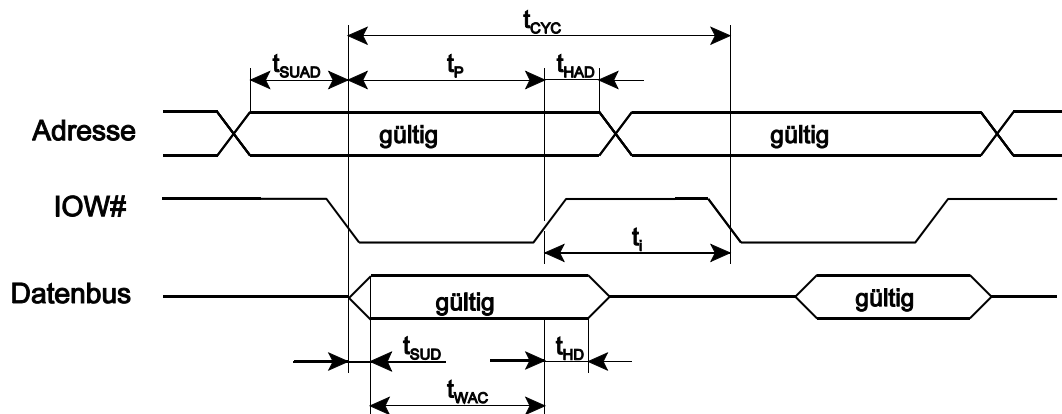 tCYC
tSUAD tP tHAD
Adresse gültig gültig
IOW#
ti
Datenbus gültig gültig
tSUD tHD
tWAC